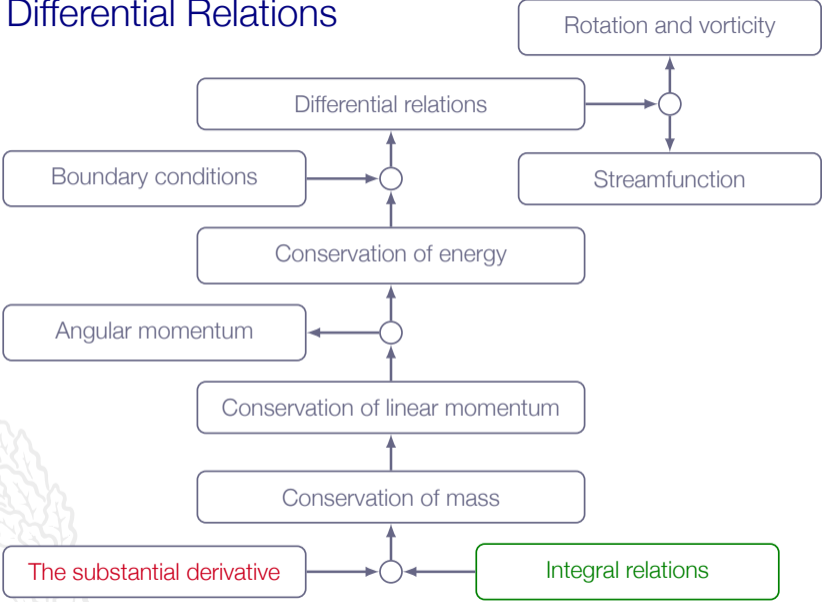 Differential Relations
Rotation and vorticity
Differential relations
Boundary conditions
Streamfunction
Conservation of energy
Angular momentum
Conservation of linear momentum
Conservation of mass
The substantial derivative
Integral relations